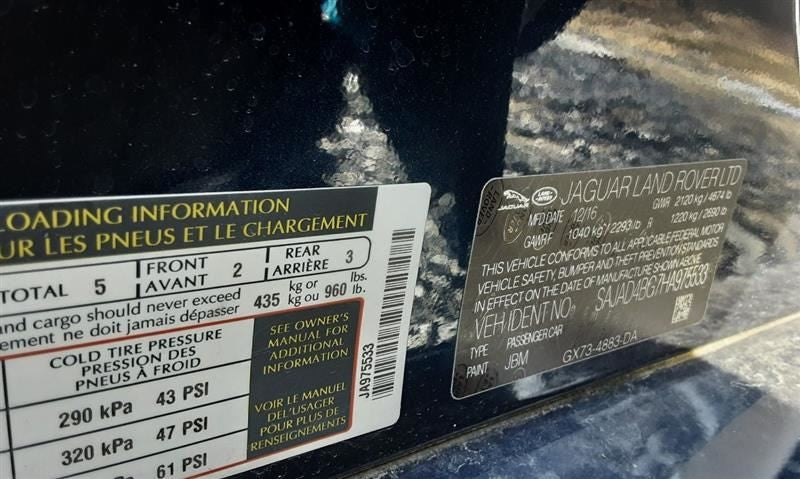 LOADING INFORMATION
UR LES PNEUS ET LE CHARGEMENT
TOTAL 5
FRONT
AVANT 2
REAR
ARRIÈRE 3
and cargo should never exceed
ement ne doit jamais dépasser
435 kg or
kg ou 960 lbs.
lb.
COLD TIRE PRESSURE
PRESSION DES
PNEUS À FROID
290 kPa 43 PSI
320 kPa 47 PSI
61 PSI
SEE OWNER'S
MANUAL FOR
ADDITIONAL
INFORMATION
VOIR LE MANUEL
DE L'USAGER
POUR PLUS DE
RENSEIGNEMENTS
JA975533
JAGUAR
LAND ROVER
JAGUAR LAND ROVER LTD
MFD DATE 12/16 GWR 2120 kg / 4674 lb
GAWR F 1040 kg / 2293 lb R 1220 kg / 2690 lb
THIS VEHICLE CONFORMS TO ALL APPLICABLE FEDERAL MOTOR
VEHICLE SAFETY, BUMPER AND THEFT PREVENTION STANDARDS
IN EFFECT ON THE DATE OF MANUFACTURE SHOWN ABOVE
VEH IDENT NO: SAJAD4BG7HA975533
TYPE PASSENGER CAR
PAINT JBM GX73-4883-DA